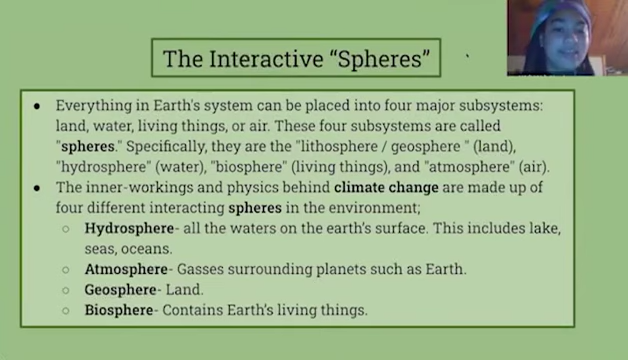 The Interactive “Spheres”
● Everything in Earth's system can be placed into four major subsystems:
land, water, living things, or air. These four subsystems are called
"spheres." Specifically, they are the "lithosphere / geosphere " (land),
"hydrosphere" (water), "biosphere" (living things), and "atmosphere" (air).
● The inner-workings and physics behind climate change are made up of
four different interacting spheres in the environment;
○ Hydrosphere- all the waters on the earth’s surface. This includes lake,
seas, oceans.
○ Atmosphere- Gasses surrounding planets such as Earth.
○ Geosphere- Land.
○ Biosphere- Contains Earth’s living things.